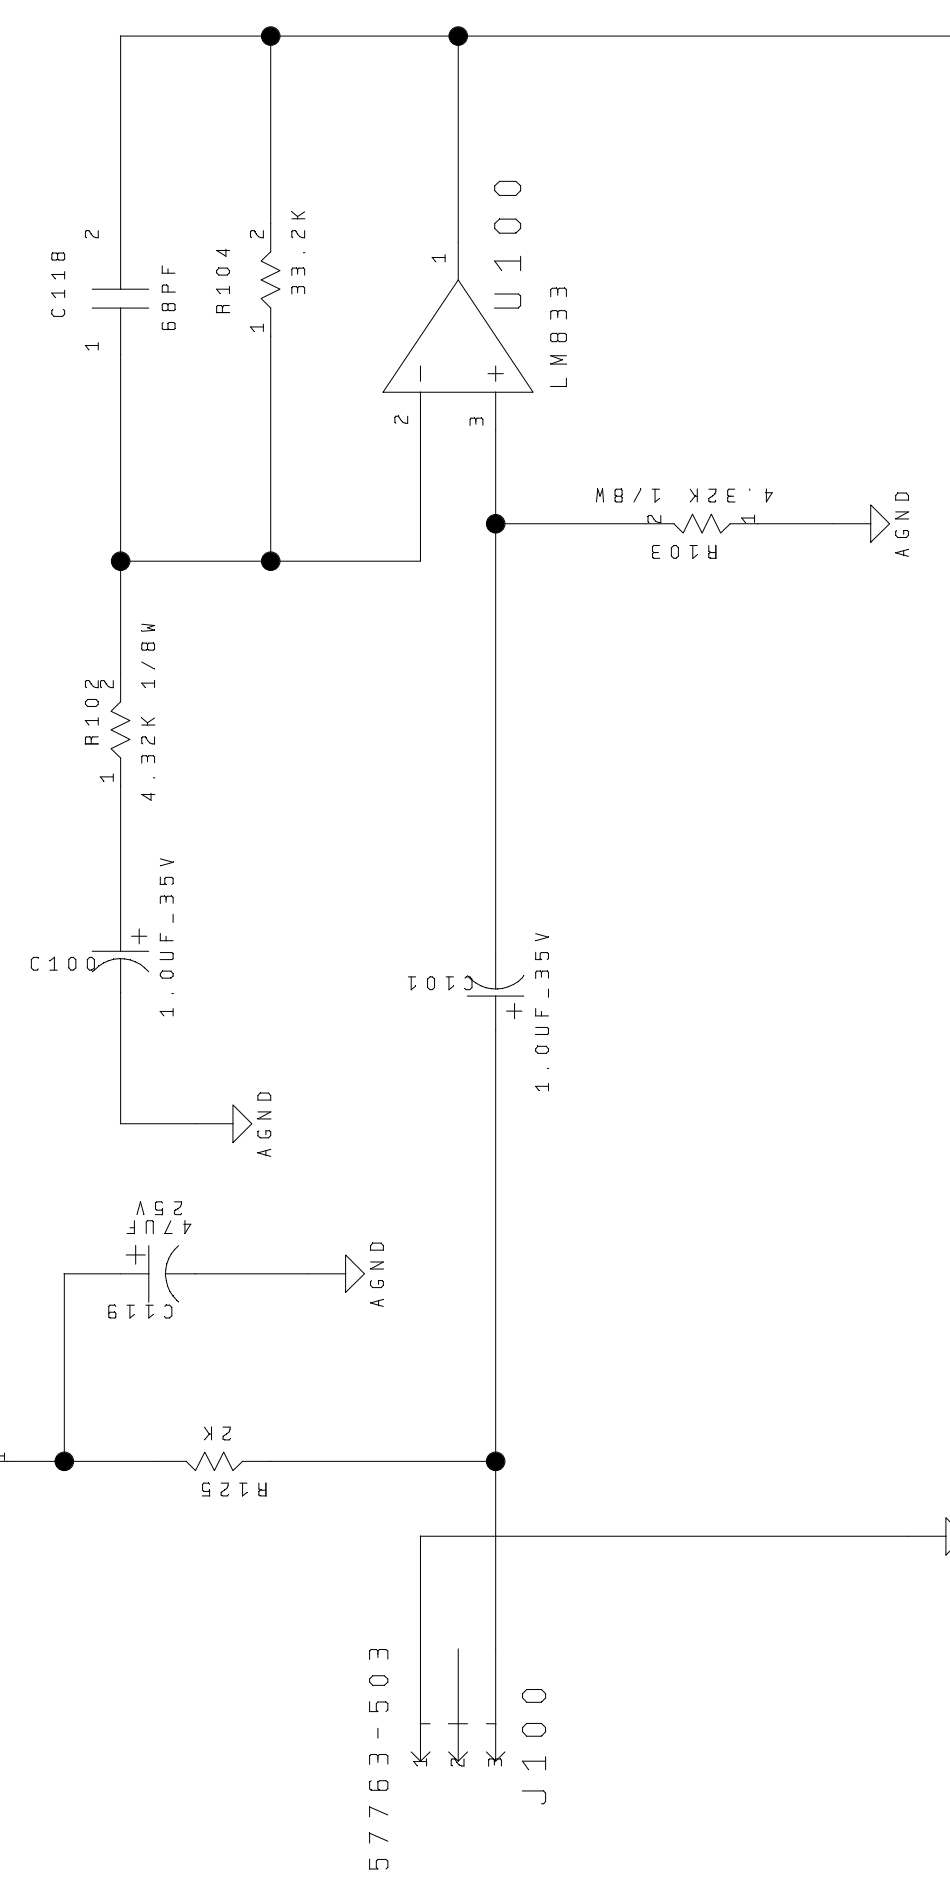 C118
1
2
68PF
R104
1
2
33.2K
1
U100
LM833
2
3
-
+
4.32K 1/8W
2
1
R103
AGND
R102
1
2
4.32K 1/8W
C100
+
1.0UF_35V
AGND
C101
+
1.0UF_35V
25V
47UF
+
C119
AGND
2K
R125
57763-503
1
2
3
J100